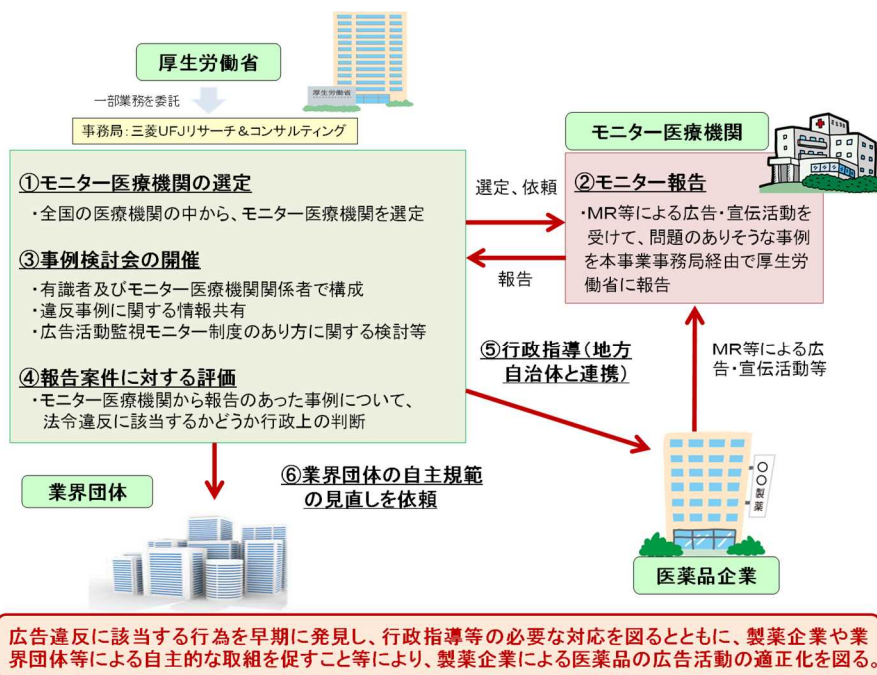 厚生労働省
厚生労働省
一部業務を委託
事務局：三菱UFJリサーチ＆コンサルティング
①モニター医療機関の選定
・全国の医療機関の中から、モニター医療機関を選定
③事例検討会の開催
・有識者及びモニター医療機関関係者で構成
・違反事例に関する情報共有
・広告活動監視モニター制度のあり方に関する検討等
④報告案件に対する評価
・モニター医療機関から報告のあった事例について、
法令違反に該当するかどうか行政上の判断
選定、依頼
報告
モニター医療機関
②モニター報告
・MR等による広告・宣伝活動を
受けて、問題のありそうな事例
を本事業事務局経由で厚生労
働省に報告
⑤行政指導（地方
自治体と連携）
MR等による広
告・宣伝活動等
⑥業界団体の自主規範
の見直しを依頼
業界団体
〇〇製薬
医薬品企業
広告違反に該当する行為を早期に発見し、行政指導等の必要な対応を図るとともに、製薬企業や業
界団体等による自主的な取組を促すこと等により、製薬企業による医薬品の広告活動の適正化を図る。